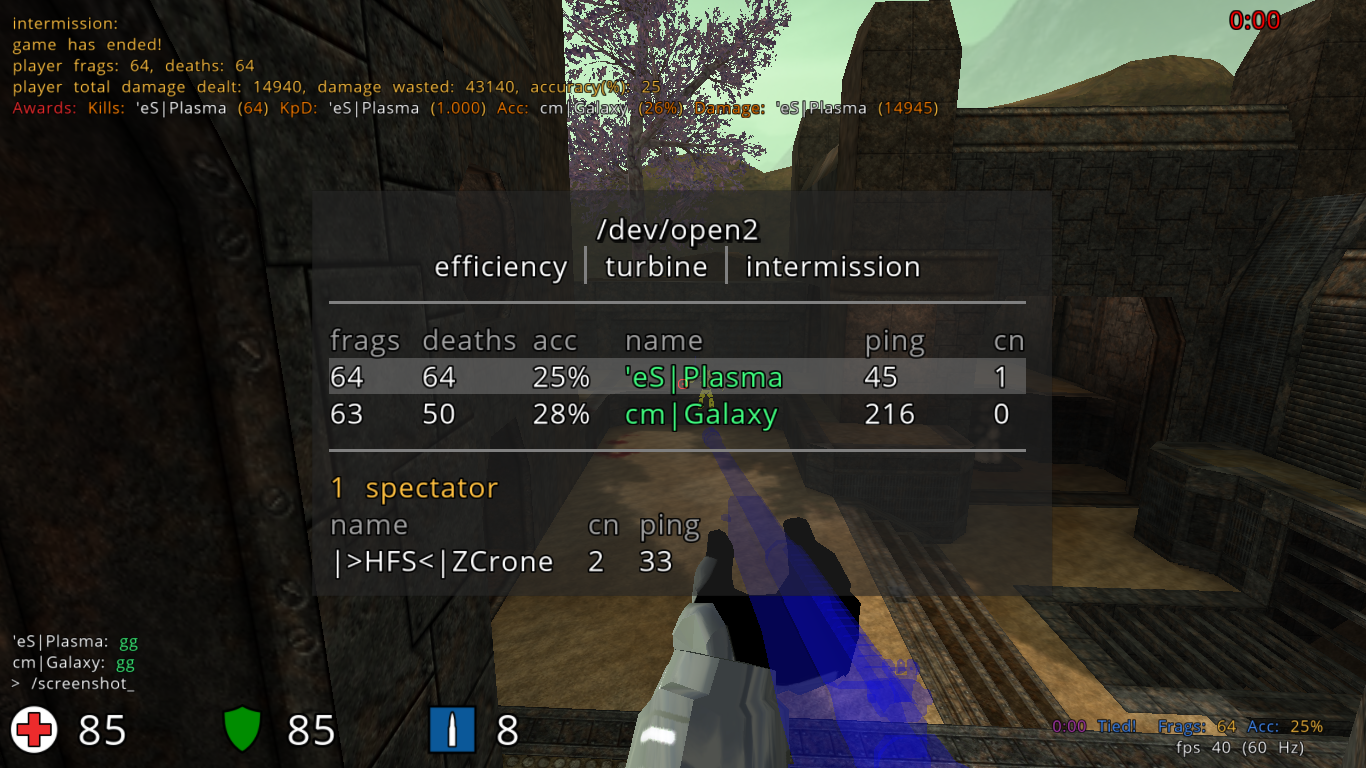 intermission:
game has ended!
player frags: 64, deaths: 64
player total damage dealt: 14940, damage wasted: 43140, accuracy(%): 25
Awards: Kills: 'eS|Plasma (64) KpD: 'eS|Plasma (1.000) Acc: cm|Galaxy (26%) Damage: 'eS|Plasma (14945)
0:00
/dev/open2
efficiency | turbine | intermission
frags deaths acc name ping cn
64 64 25% 'eS|Plasma 45 1
63 50 28% cm|Galaxy 216 0
1 spectator
name cn ping
|>HFS<|ZCrone 2 33
'eS|Plasma: gg
cm|Galaxy: gg
> /screenshot_
85 85 8
0:00 Tied! Frags: 64 Acc: 25%
fps 40 (60 Hz)